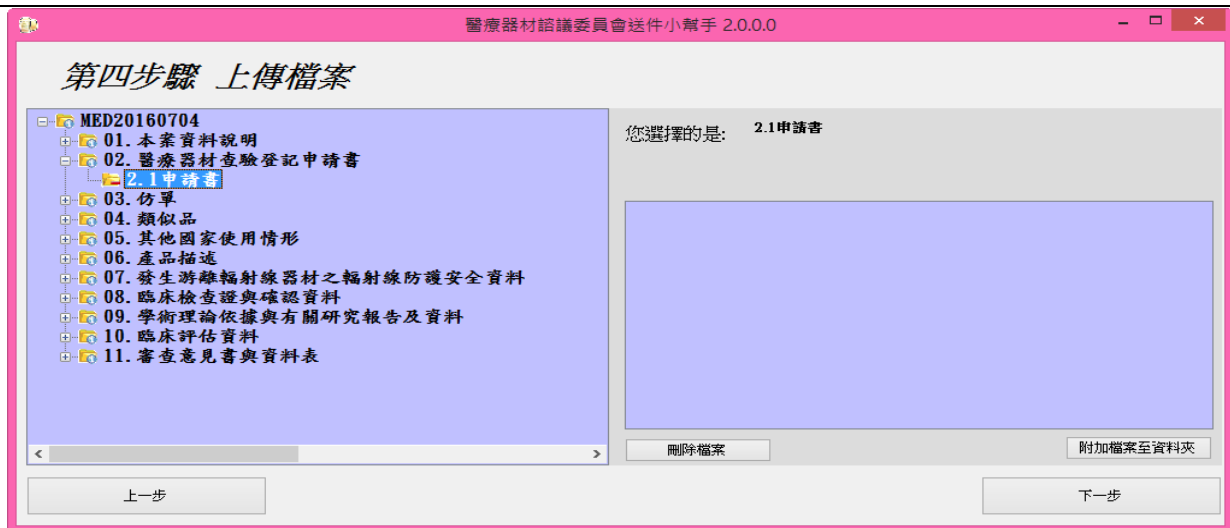 醫療器材諮議委員會送件小幫手 2.0.0.0
第四步驟 上傳檔案
MED20160704
01.本案資料說明
02.醫療器材查驗登記申請書
2.1申請書
03.仿單
04.類似品
05.其他國家使用情形
06.產品描述
07.發生游離輻射線器材之輻射線防護安全資料
08.臨床檢查證與確認資料
09.學術理論依據與有關研究報告及資料
10.臨床評估資料
11.審查意見書與資料表
您選擇的是: 2.1申請書
刪除檔案
附加檔案至資料夾
上一步
下一步